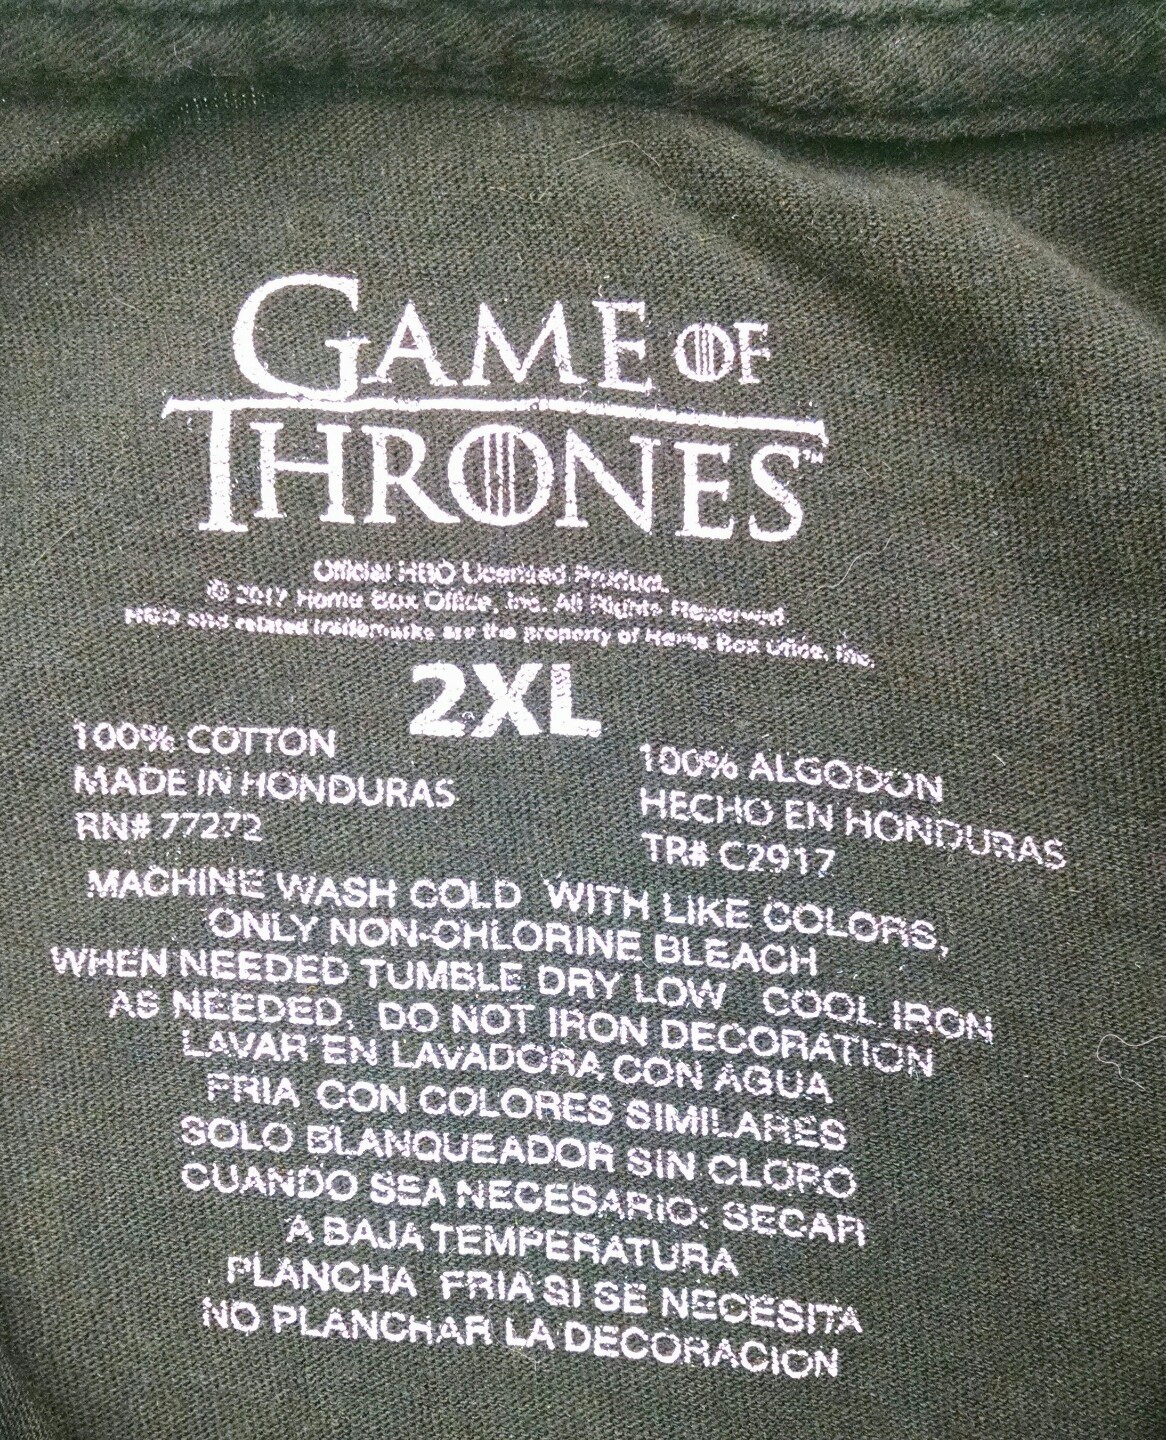 GAME OF
THRONES™
Official HBO Licensed Product.
© 2017 Home Box Office, Inc. All Rights Reserved.
HBO and related trademarks are the property of Home Box Office, Inc.
2XL
100% COTTON
MADE IN HONDURAS
RN# 77272
100% ALGODON
HECHO EN HONDURAS
TR# C2917
MACHINE WASH COLD WITH LIKE COLORS,
ONLY NON-CHLORINE BLEACH
WHEN NEEDED TUMBLE DRY LOW COOL IRON
AS NEEDED. DO NOT IRON DECORATION
LAVAR EN LAVADORA CON AGUA
FRIA CON COLORES SIMILARES
SOLO BLANQUEADOR SIN CLORO
CUANDO SEA NECESARIO: SECAR
A BAJA TEMPERATURA
PLANCHA FRIA SI SE NECESITA
NO PLANCHAR LA DECORACION